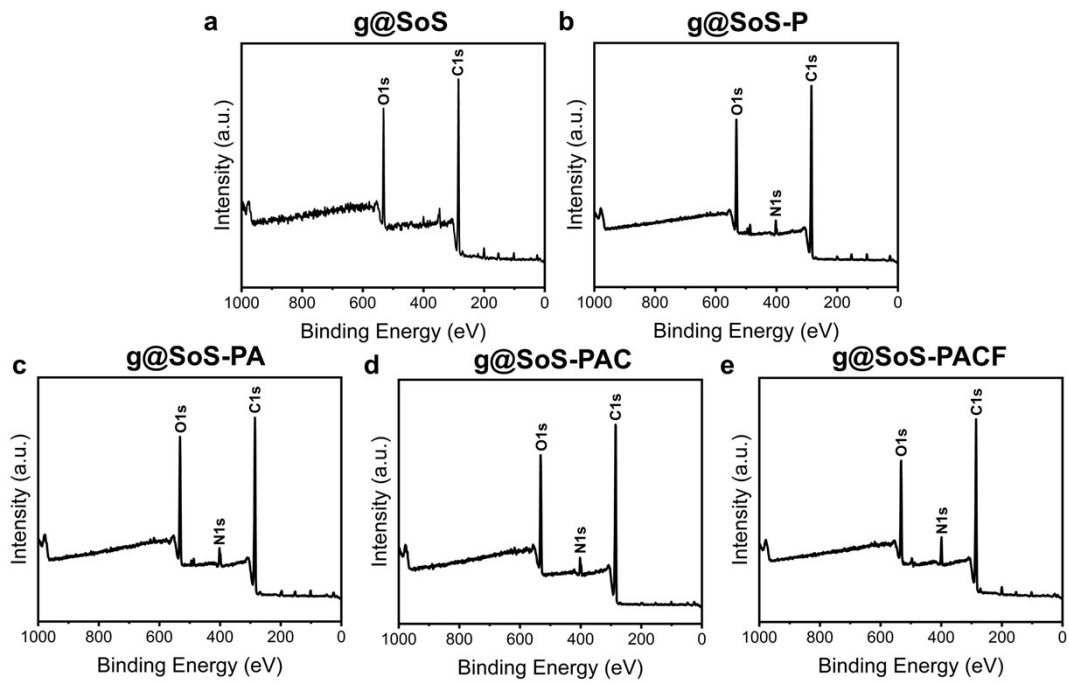 a
g@SoS
Intensity (a.u.)
O1s
C1s
1000 800 600 400 200 0
Binding Energy (eV)
b
g@SoS-P
Intensity (a.u.)
O1s
N1s
C1s
1000 800 600 400 200 0
Binding Energy (eV)
c
g@SoS-PA
Intensity (a.u.)
O1s
N1s
C1s
1000 800 600 400 200 0
Binding Energy (eV)
d
g@SoS-PAC
Intensity (a.u.)
O1s
N1s
C1s
1000 800 600 400 200 0
Binding Energy (eV)
e
g@SoS-PACF
Intensity (a.u.)
O1s
N1s
C1s
1000 800 600 400 200 0
Binding Energy (eV)